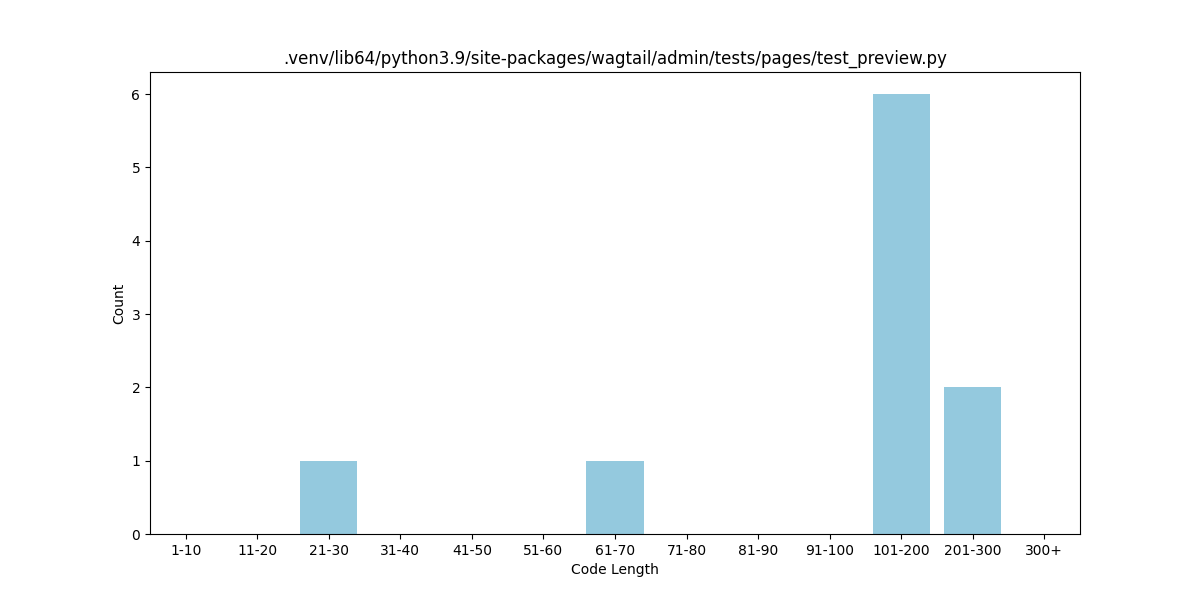 .venv/lib64/python3.9/site-packages/wagtail/admin/tests/pages/test_preview.py
6
5
4
3
2
1
0
Count
1-10 11-20 21-30 31-40 41-50 51-60 61-70 71-80 81-90 91-100 101-200 201-300 300+
Code Length